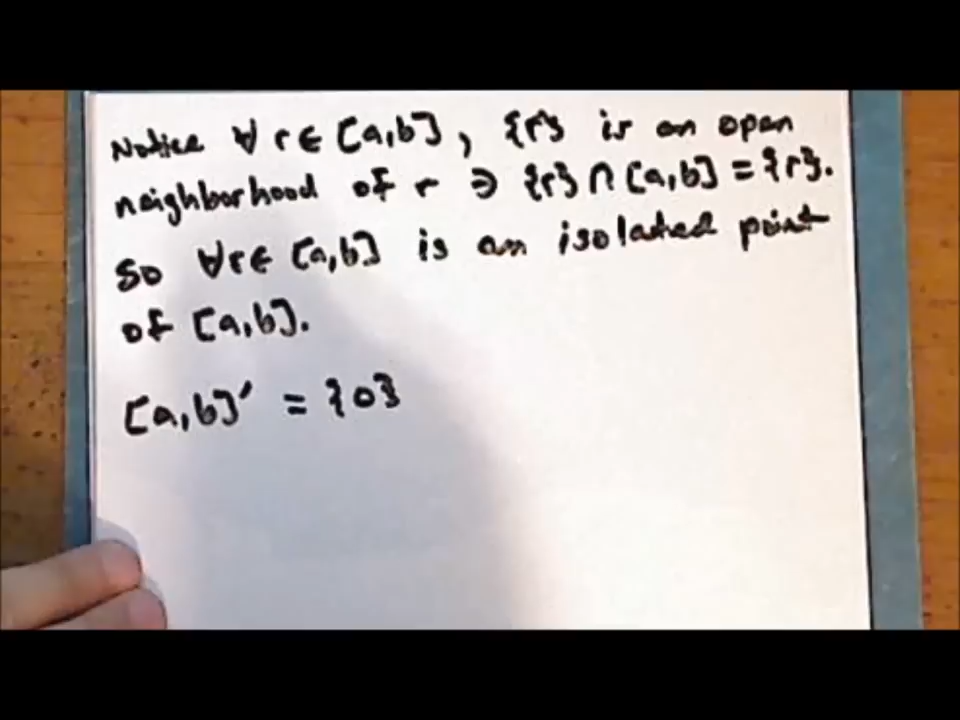 Notice ∀ r ∈ [a,b], {r} is an open
neighborhood of r ∋ {r} ∩ [a,b] = {r}.
So ∀r∈ [a,b] is an isolated point
of [a,b].
[a,b]' = {0}